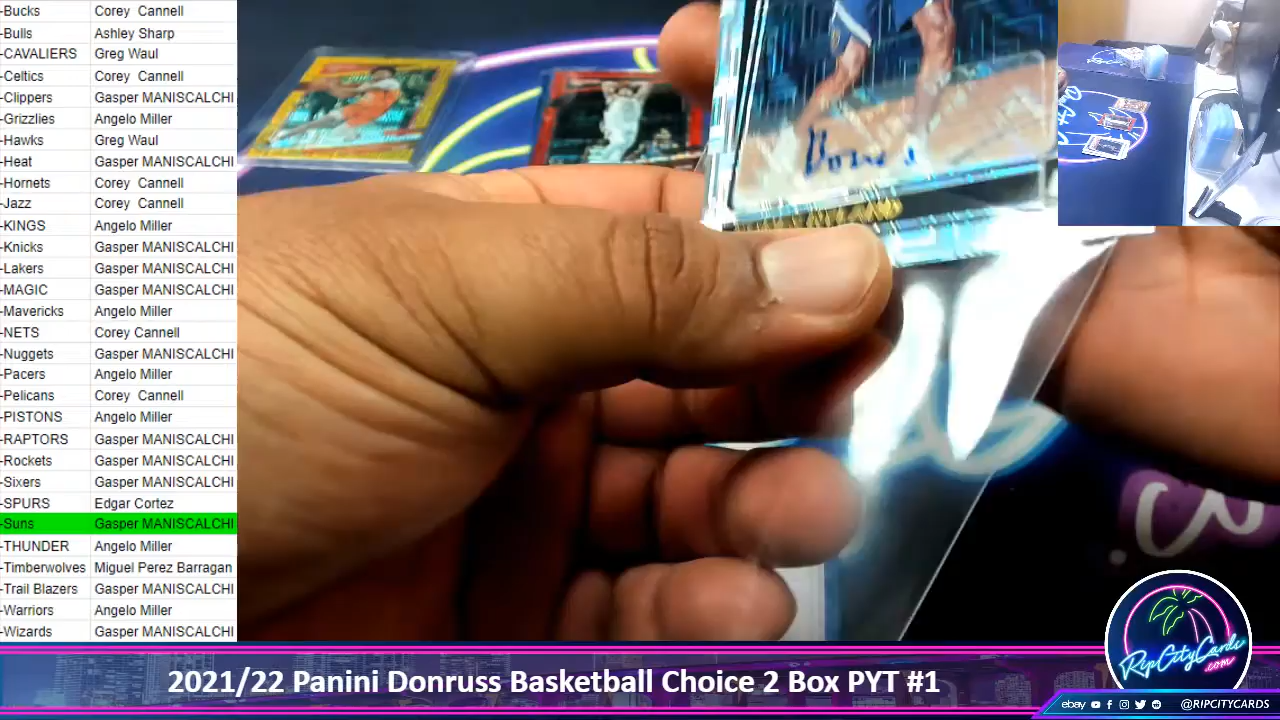 -Bucks Corey Cannell
-Bulls Ashley Sharp
-CAVALIERS Greg Waul
-Celtics Corey Cannell
-Clippers Gasper MANISCALCHI
-Grizzlies Angelo Miller
-Hawks Greg Waul
-Heat Gasper MANISCALCHI
-Hornets Corey Cannell
-Jazz Corey Cannell
-KINGS Angelo Miller
-Knicks Gasper MANISCALCHI
-Lakers Gasper MANISCALCHI
-MAGIC Gasper MANISCALCHI
-Mavericks Angelo Miller
-NETS Corey Cannell
-Nuggets Gasper MANISCALCHI
-Pacers Angelo Miller
-Pelicans Corey Cannell
-PISTONS Angelo Miller
-RAPTORS Gasper MANISCALCHI
-Rockets Gasper MANISCALCHI
-Sixers Gasper MANISCALCHI
-SPURS Edgar Cortez
-Suns Gasper MANISCALCHI
-THUNDER Angelo Miller
-Timberwolves Miguel Perez Barragan
-Trail Blazers Gasper MANISCALCHI
-Warriors Angelo Miller
-Wizards Gasper MANISCALCHI
2021/22 Panini Donruss Basketball Choice 2 Box PYT #1
RipCityCards
.com
ebay @RIPCITYCARDS